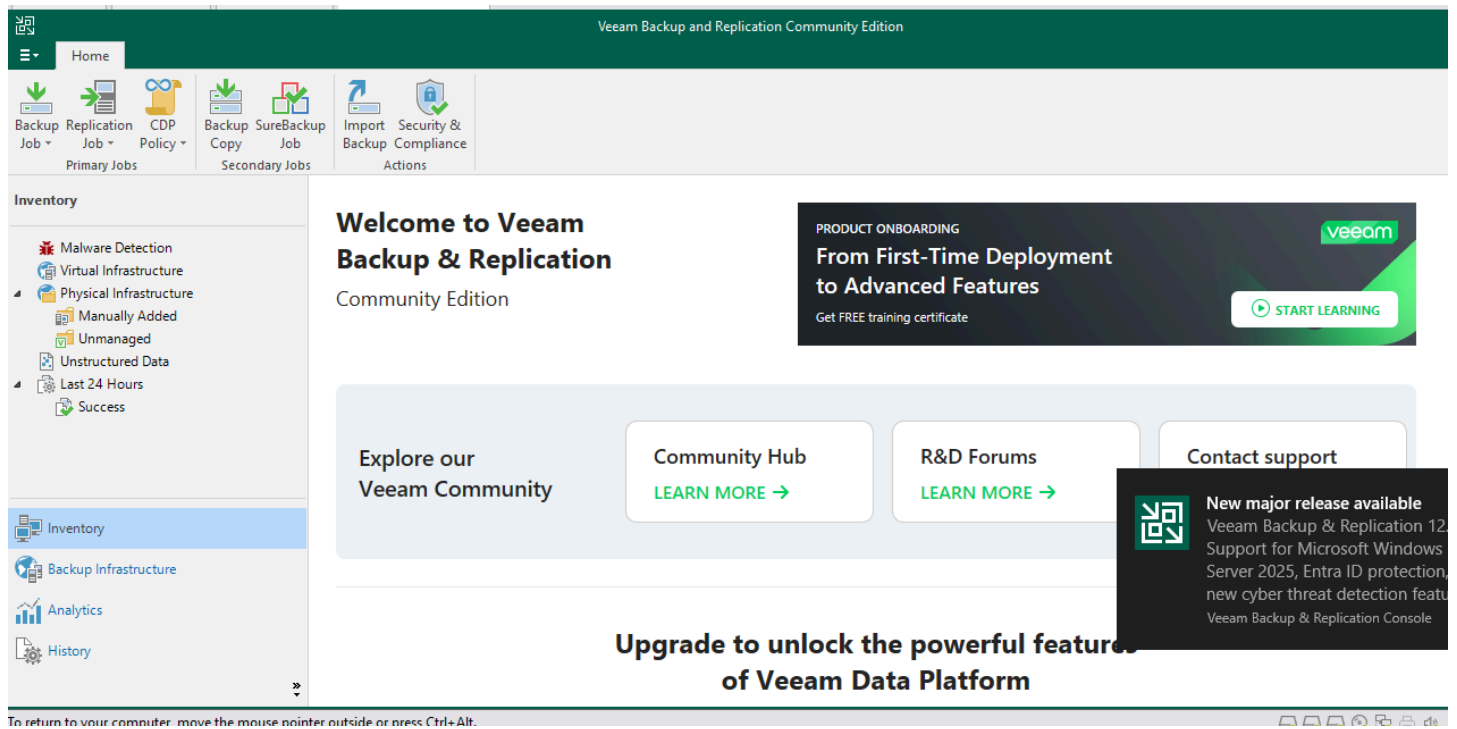 Veeam Backup and Replication Community Edition
Home
Backup Replication CDP
Job Job Policy
Backup SureBackup
Copy Job
Import Security &
Backup Compliance
Primary Jobs
Secondary Jobs
Actions
Inventory
Malware Detection
Virtual Infrastructure
Physical Infrastructure
Manually Added
Unmanaged
Unstructured Data
Last 24 Hours
Success
Inventory
Backup Infrastructure
Analytics
History
Welcome to Veeam
Backup & Replication
Community Edition
PRODUCT ONBOARDING
From First-Time Deployment
to Advanced Features
Get FREE training certificate
veeam
START LEARNING
Explore our
Veeam Community
Community Hub
LEARN MORE →
R&D Forums
LEARN MORE →
Contact support
New major release available
Veeam Backup & Replication 12.
Support for Microsoft Windows
Server 2025, Entra ID protection,
new cyber threat detection featu
Veeam Backup & Replication Console
Upgrade to unlock the powerful features
of Veeam Data Platform
To return to your computer, move the mouse pointer outside or press Ctrl+Alt.